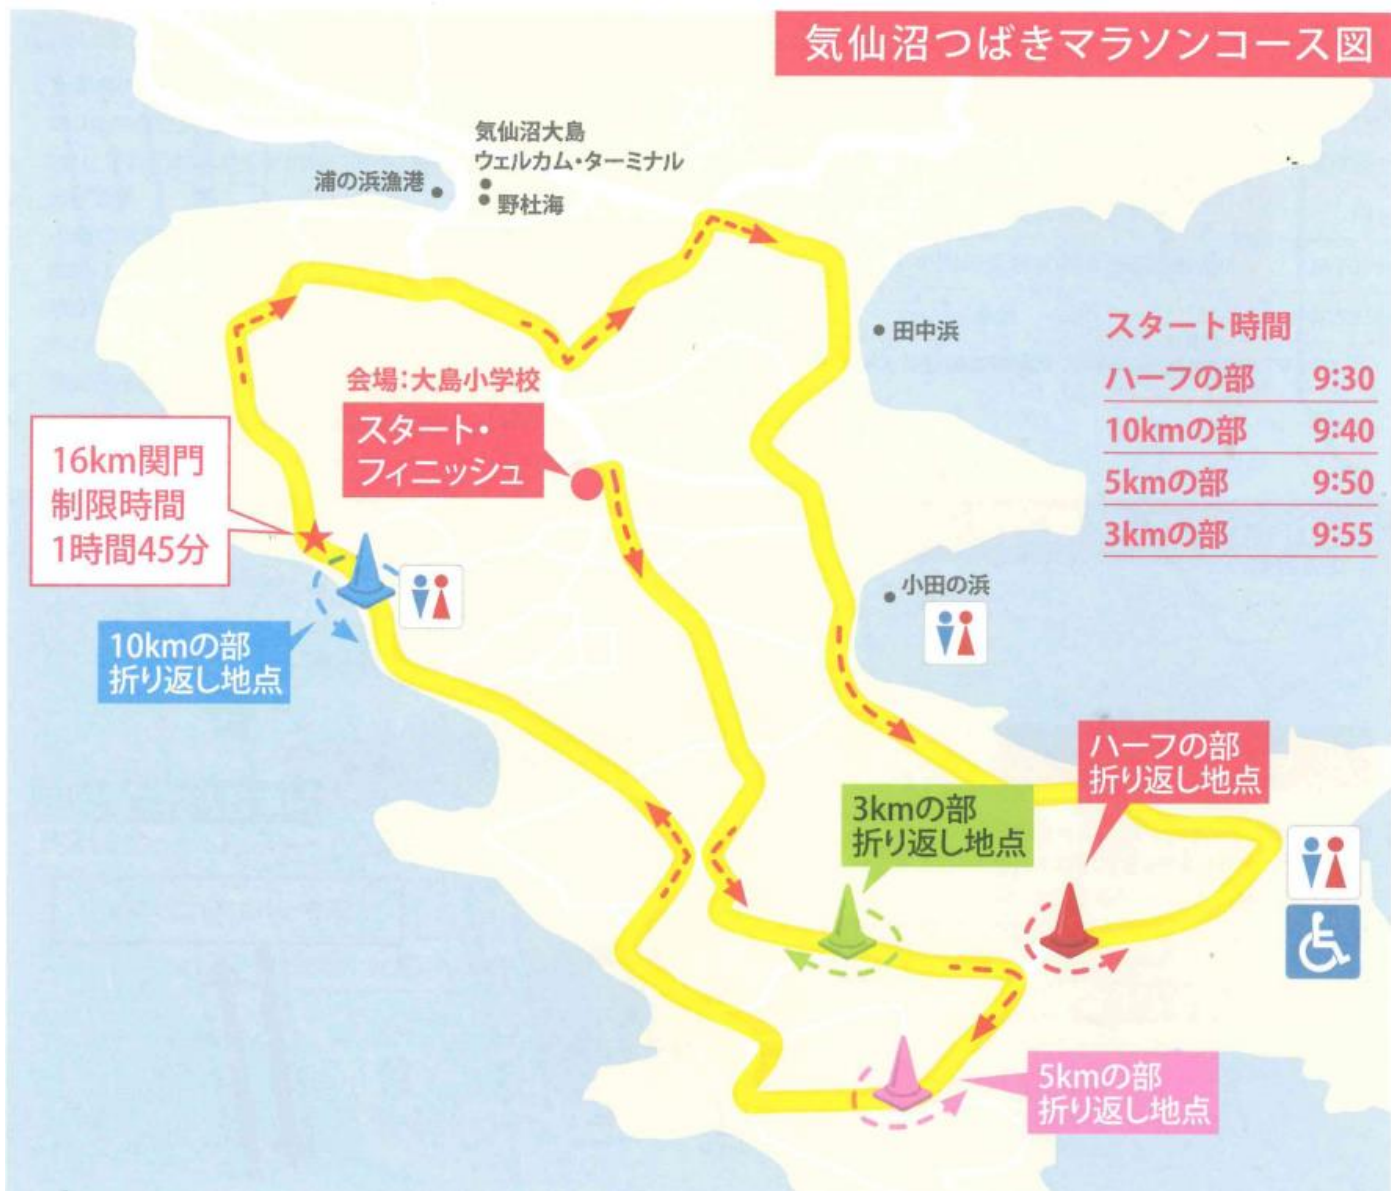 気仙沼つばきマラソンコース図
気仙沼大島
ウェルカム・ターミナル
浦の浜漁港
野杜海
田中浜
スタート時間
ハーフの部 9:30
10kmの部 9:40
5kmの部 9:50
3kmの部 9:55
会場:大島小学校
スタート・
フィニッシュ
16km関門
制限時間
1時間45分
小田の浜
10kmの部
折り返し地点
ハーフの部
折り返し地点
3kmの部
折り返し地点
5kmの部
折り返し地点